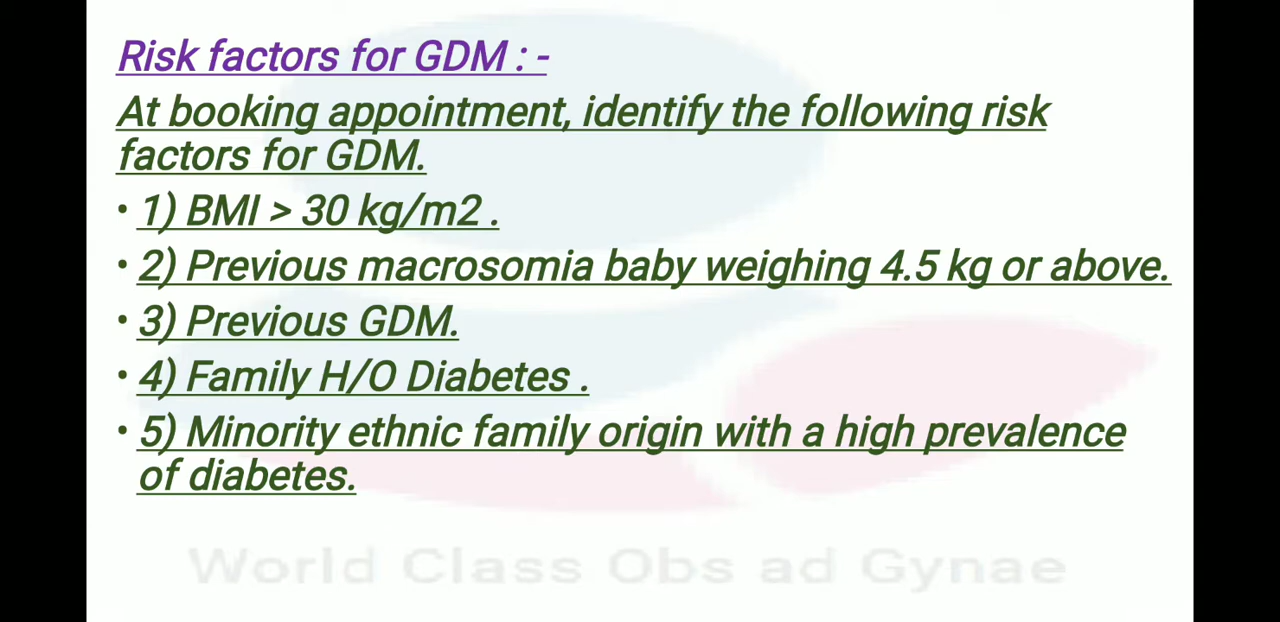 Risk factors for GDM : -
At booking appointment, identify the following risk
factors for GDM.
• 1) BMI > 30 kg/m2 .
• 2) Previous macrosomia baby weighing 4.5 kg or above.
• 3) Previous GDM.
• 4) Family H/O Diabetes .
• 5) Minority ethnic family origin with a high prevalence
of diabetes.
World Class Obs ad Gynae